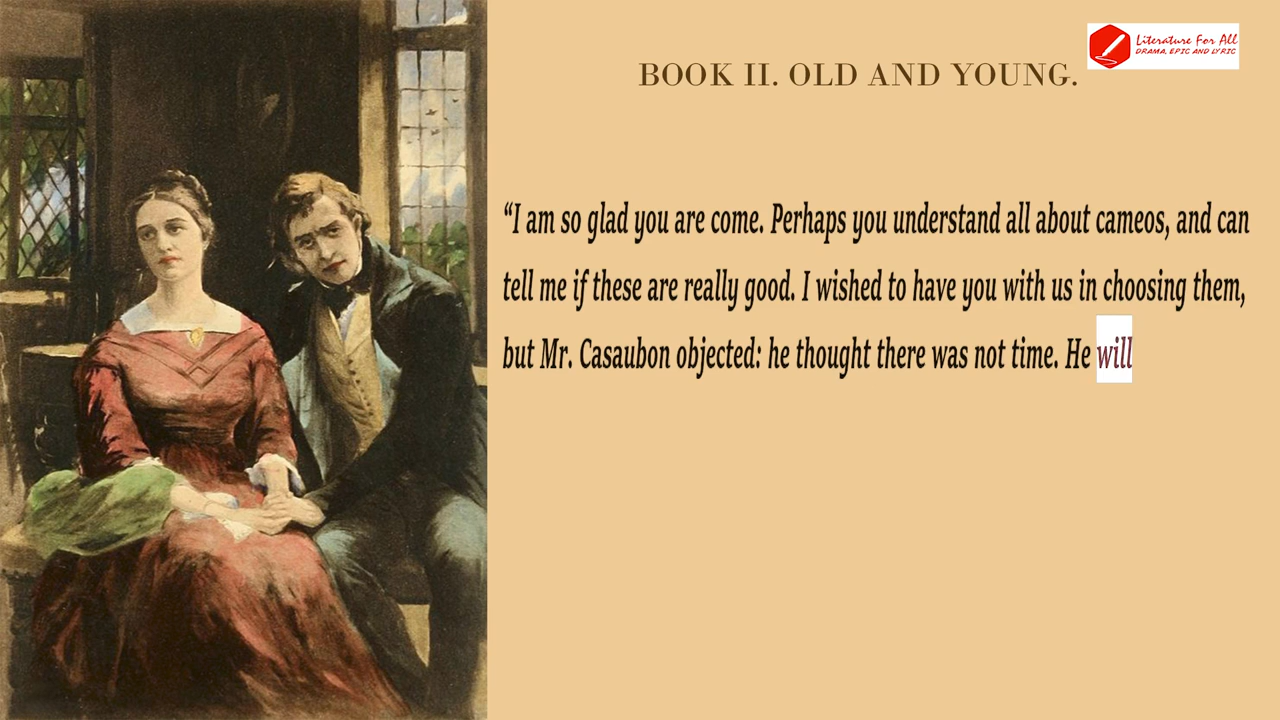 Literature For All
DRAMA, EPIC AND LYRIC
BOOK II. OLD AND YOUNG.
“I am so glad you are come. Perhaps you understand all about cameos, and can
tell me if these are really good. I wished to have you with us in choosing them,
but Mr. Casaubon objected: he thought there was not time. He will